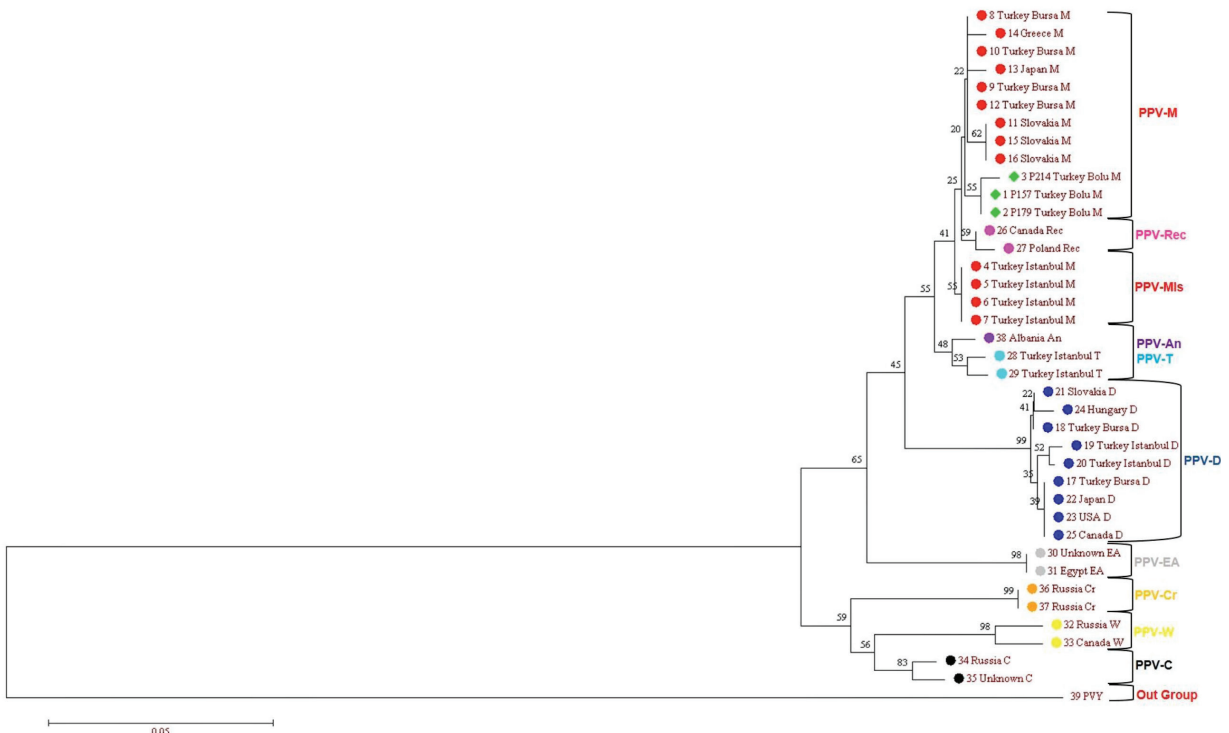 8 Turkey Bursa M
14 Greece M
10 Turkey Bursa M
13 Japan M
22
9 Turkey Bursa M
12 Turkey Bursa M
PPV-M
11 Slovakia M
20
62
15 Slovakia M
16 Slovakia M
3 P214 Turkey Bolu M
25
55
1 P157 Turkey Bolu M
2 P179 Turkey Bolu M
26 Canada Rec
41
59
PPV-Rec
27 Poland Rec
4 Turkey Istanbul M
55
5 Turkey Istanbul M
PPV-MIs
55
6 Turkey Istanbul M
7 Turkey Istanbul M
38 Albania An
PPV-An
48
28 Turkey Istanbul T
PPV-T
53
45
29 Turkey Istanbul T
22
21 Slovakia D
41
24 Hungary D
18 Turkey Bursa D
99
52
19 Turkey Istanbul D
65
20 Turkey Istanbul D
PPV-D
35
17 Turkey Bursa D
22 Japan D
39
23 USA D
25 Canada D
98
30 Unknown EA
PPV-EA
31 Egypt EA
99
36 Russia Cr
PPV-Cr
37 Russia Cr
59
98
32 Russia W
PPV-W
33 Canada W
56
83
34 Russia C
PPV-C
35 Unknown C
39 PVY
Out Group
0.05